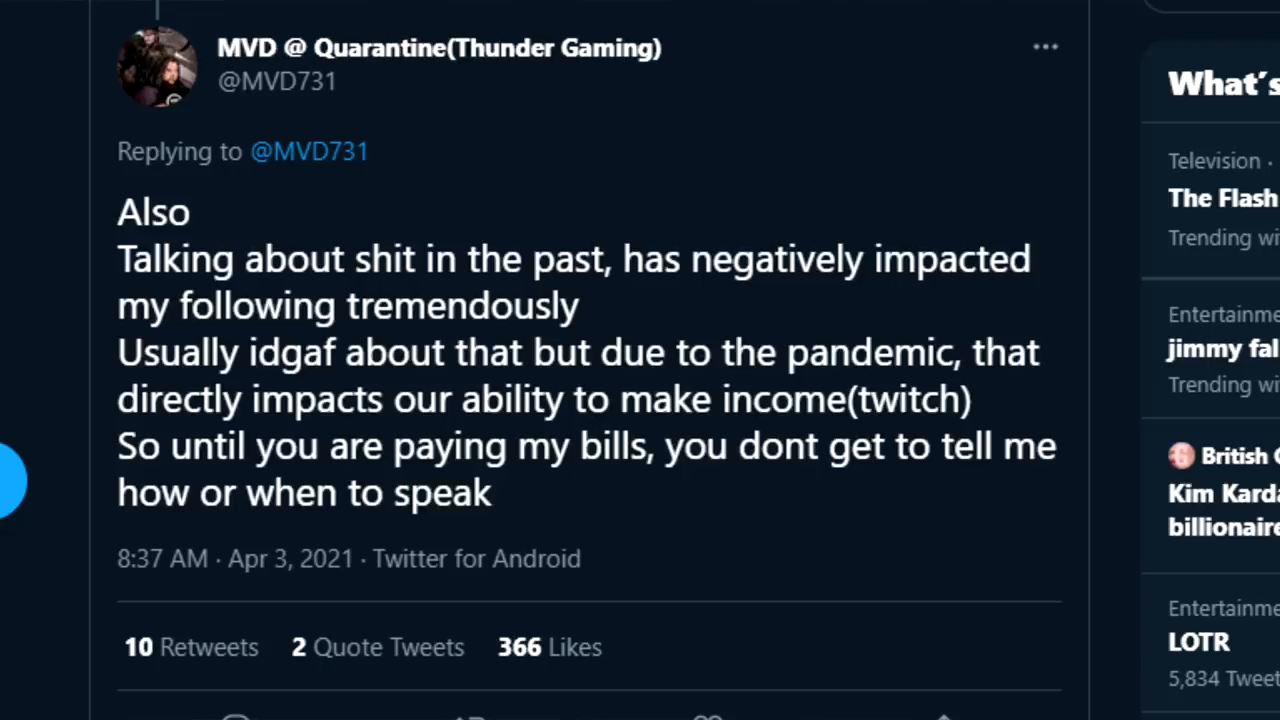 MVD @ Quarantine(Thunder Gaming)
@MVD731
Replying to @MVD731
Also
Talking about shit in the past, has negatively impacted
my following tremendously
Usually idgaf about that but due to the pandemic, that
directly impacts our ability to make income(twitch)
So until you are paying my bills, you dont get to tell me
how or when to speak
8:37 AM · Apr 3, 2021 · Twitter for Android
10 Retweets 2 Quote Tweets 366 Likes
What's
Television ·
The Flash
Trending
Entertainme
jimmy fal
Trending
British
Kim Karda
billionaire
Entertainme
LOTR
5,834 Tweet